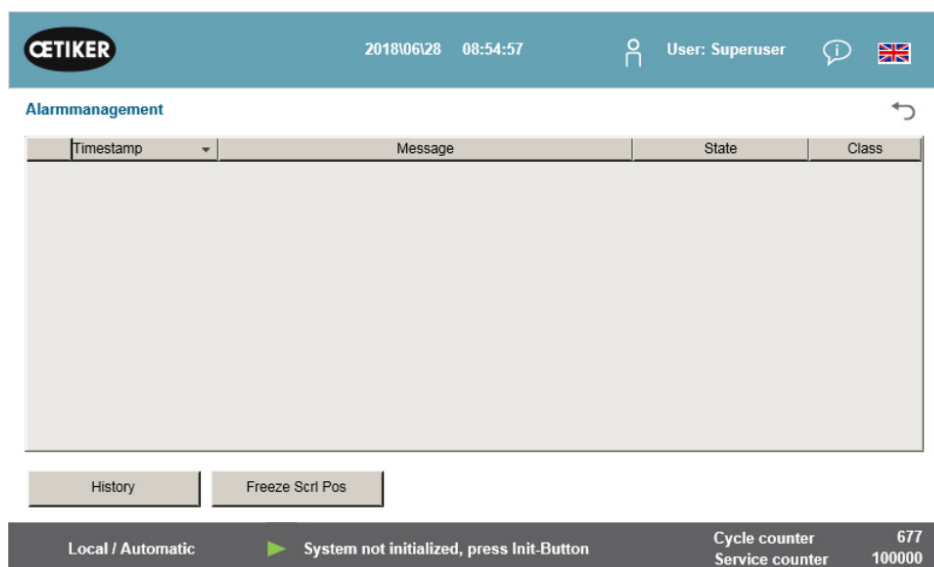 ŒTIKER 2018\06\28 08:54:57 User: Superuser
Alarmmanagement
Timestamp Message State Class
History Freeze Scrl Pos
Local / Automatic System not initialized, press Init-Button Cycle counter 677
Service counter 100000